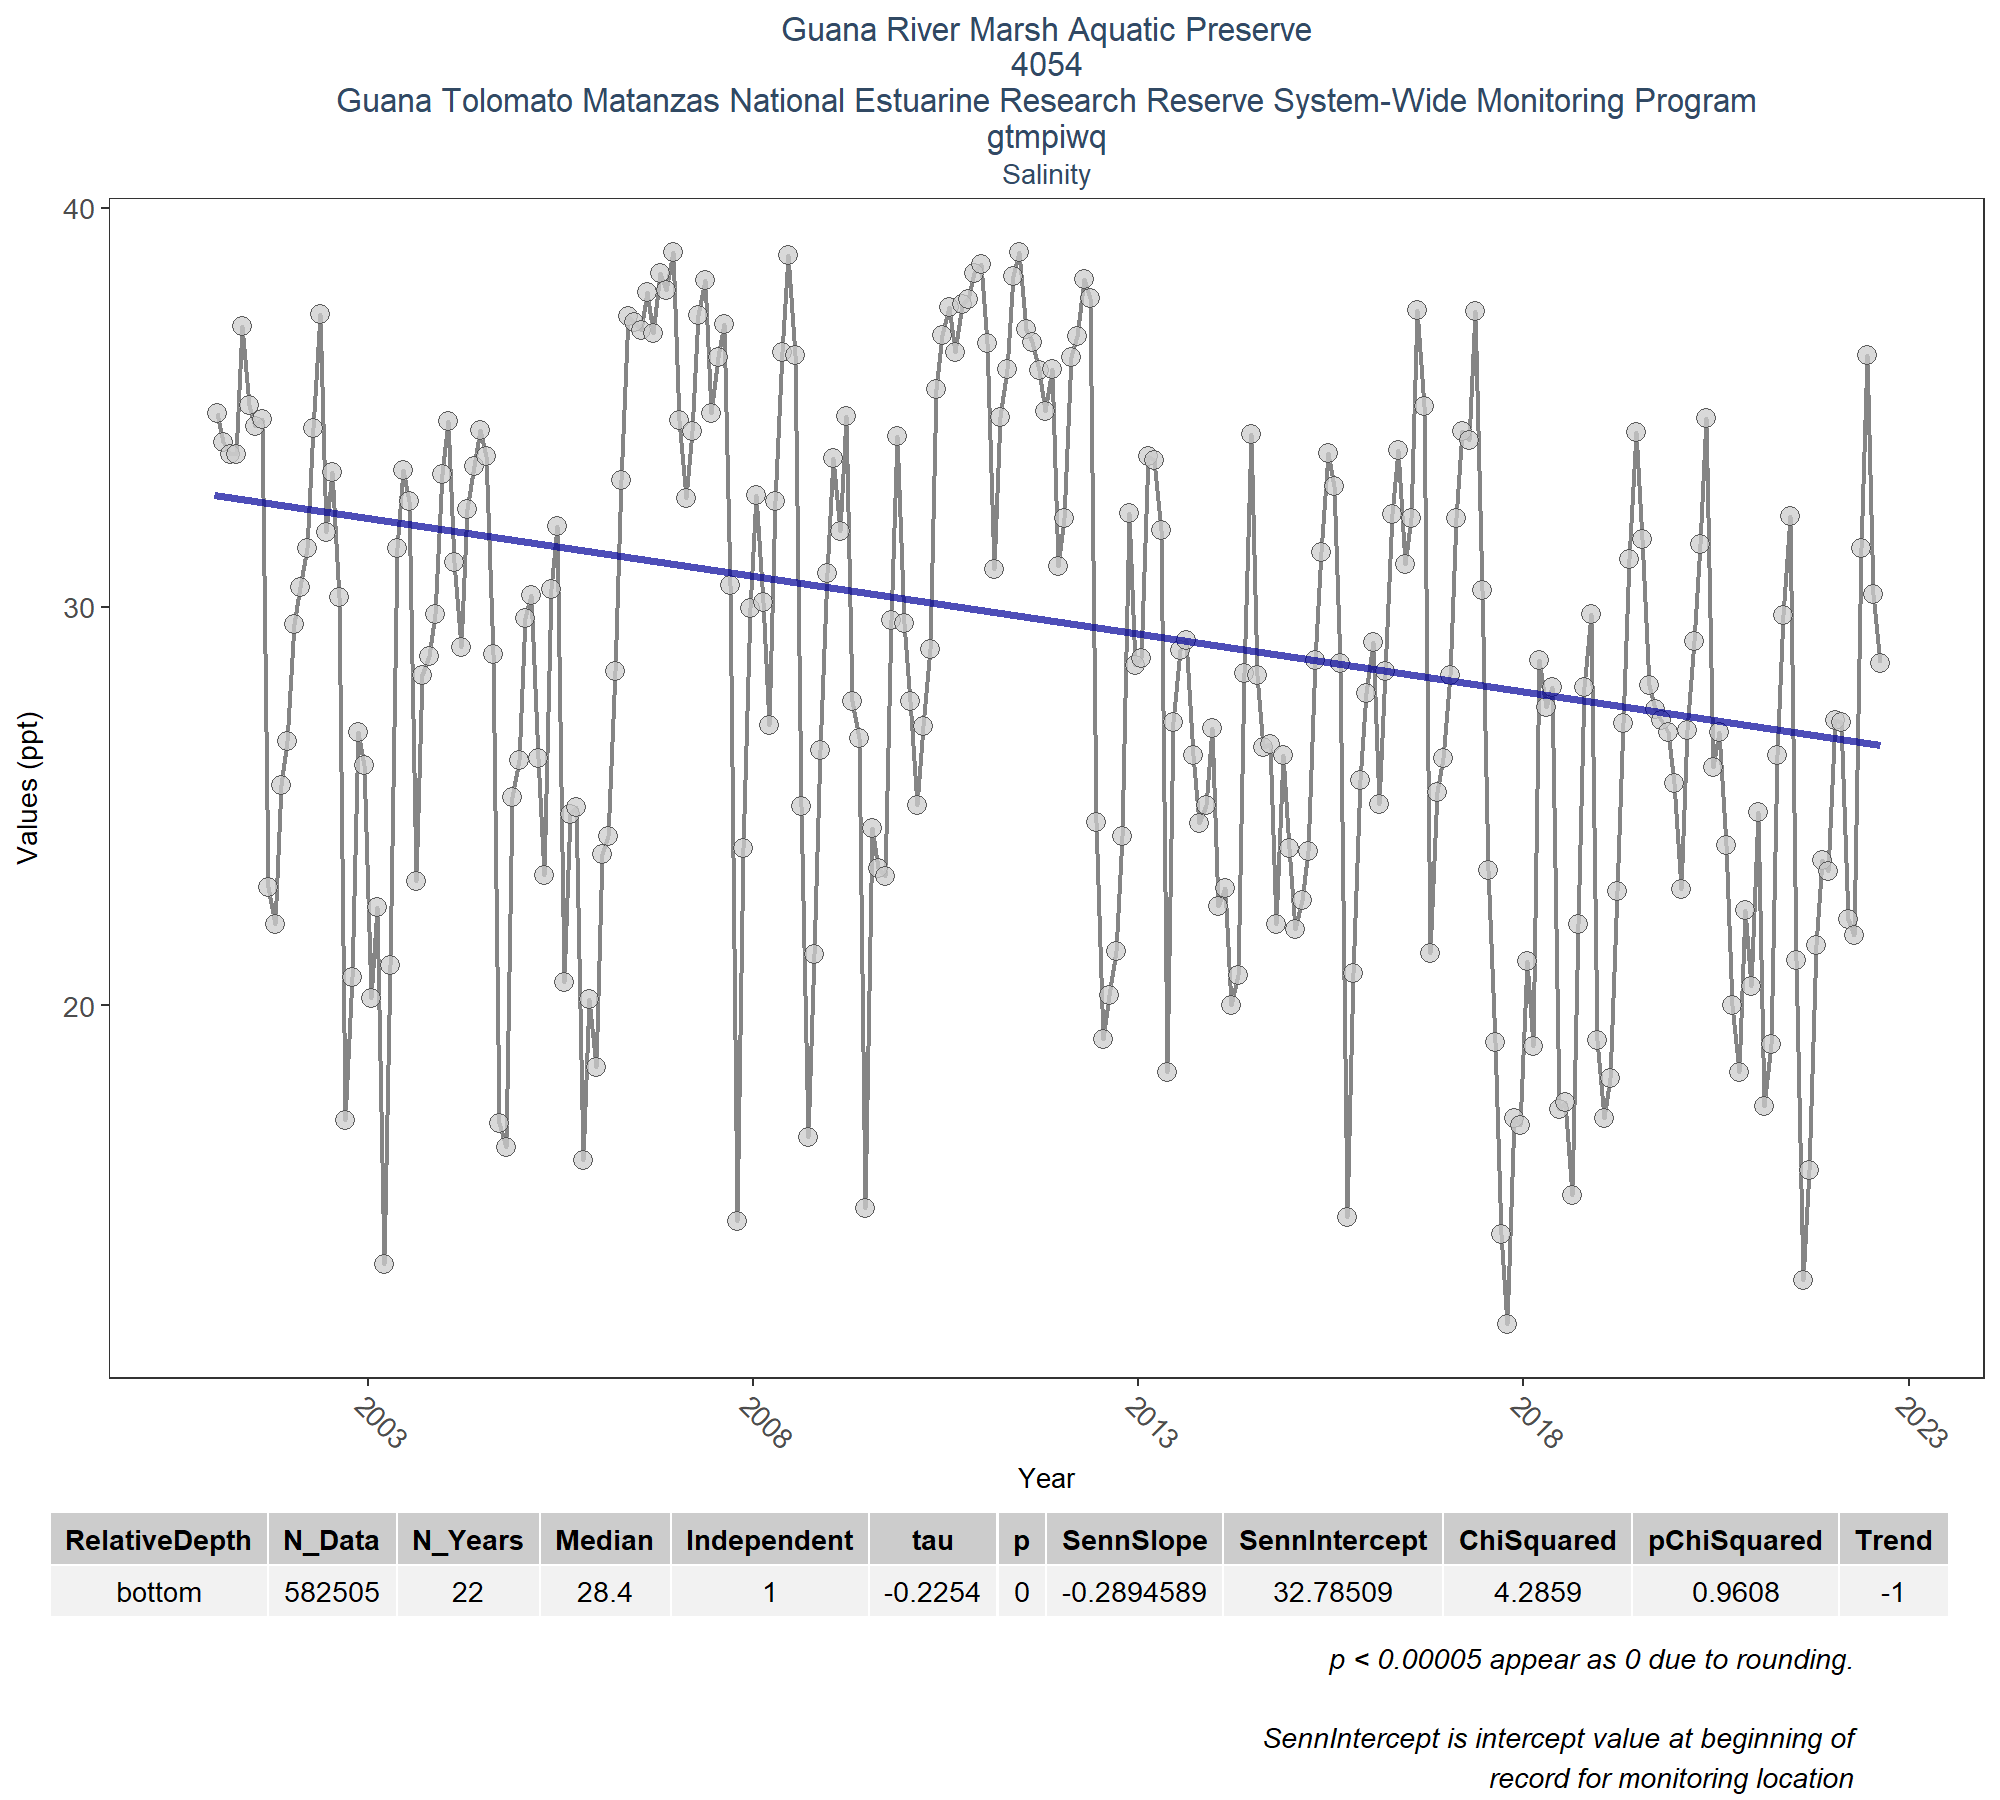 Guana River Marsh Aquatic Preserve
4054
Guana Tolomato Matanzas National Estuarine Research Reserve System-Wide Monitoring Program
gtmpiwq
Salinity
40
30
20
Values (ppt)
2003 2008 2013 2018 2023
Year
RelativeDepth N_Data N_Years Median Independent tau p SennSlope SennIntercept ChiSquared pChiSquared Trend
bottom 582505 22 28.4 1 -0.2254 0 -0.2894589 32.78509 4.2859 0.9608 -1
p < 0.00005 appear as 0 due to rounding.
SennIntercept is intercept value at beginning of
record for monitoring location